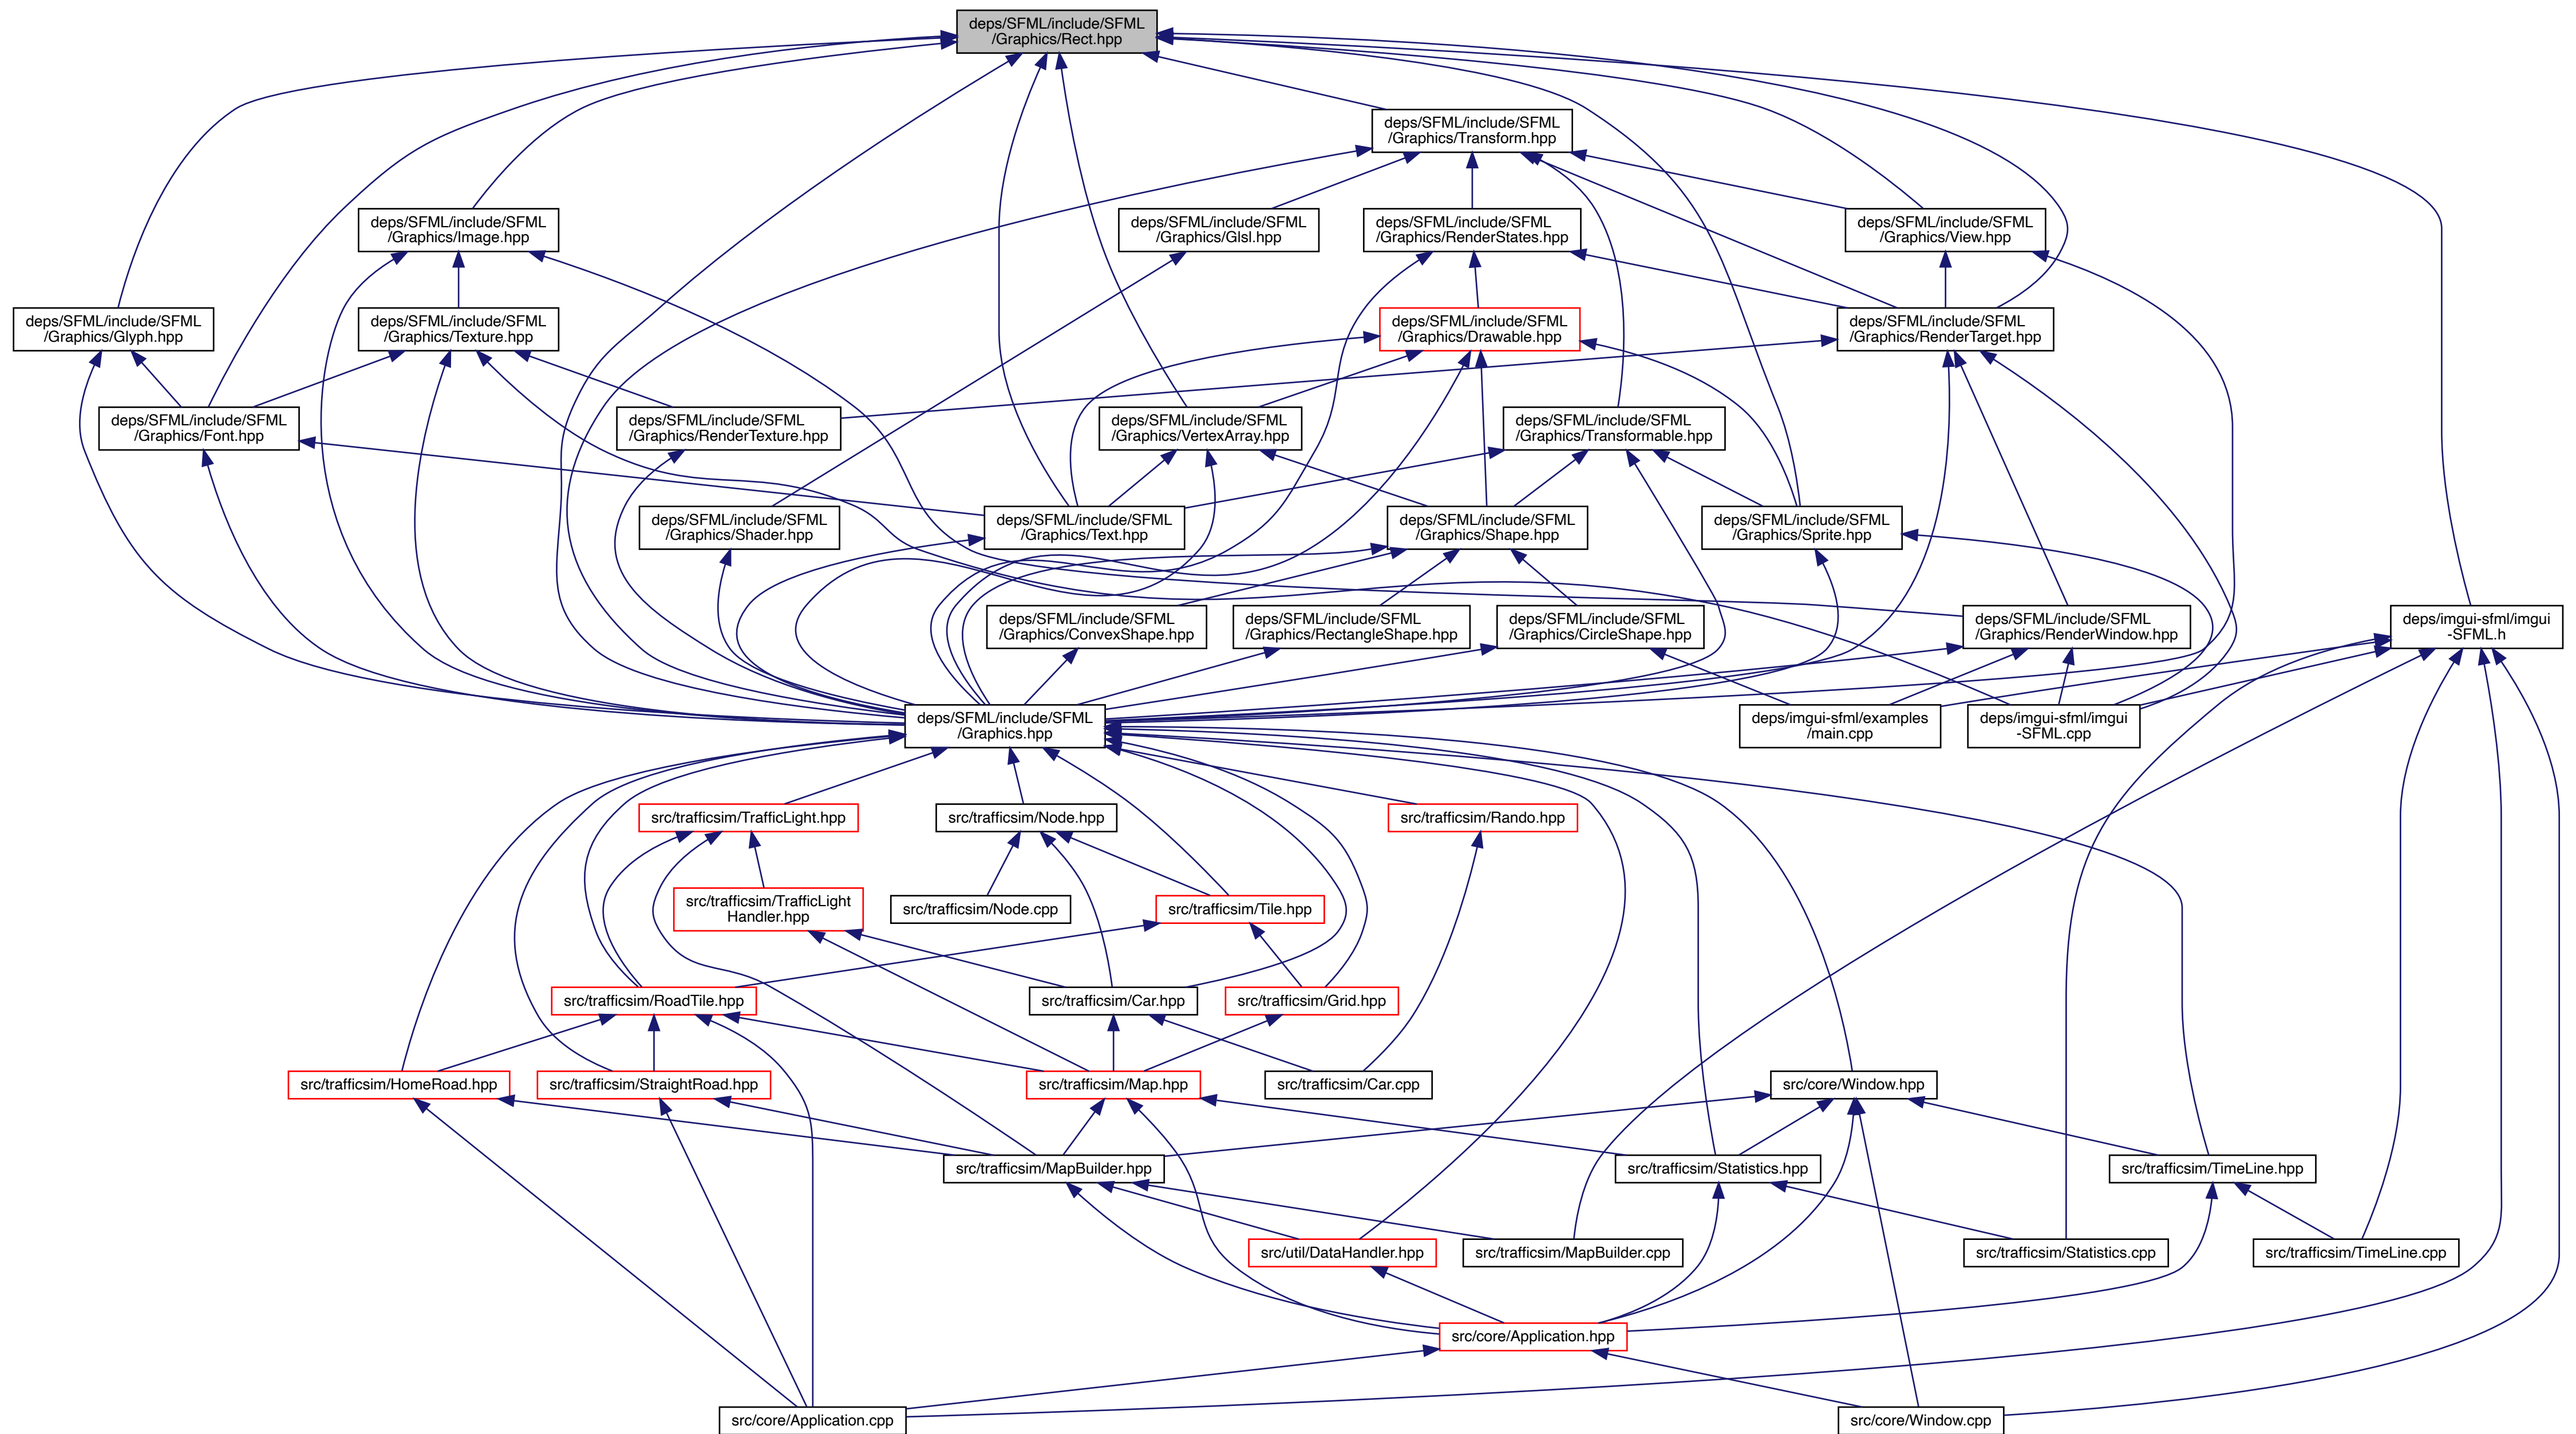 deps/SFML/include/SFML
/Graphics/Rect.hpp
deps/SFML/include/SFML
/Graphics/Transform.hpp
deps/SFML/include/SFML
/Graphics/Image.hpp
deps/SFML/include/SFML
/Graphics/Glsl.hpp
deps/SFML/include/SFML
/Graphics/RenderStates.hpp
deps/SFML/include/SFML
/Graphics/View.hpp
deps/SFML/include/SFML
/Graphics/Glyph.hpp
deps/SFML/include/SFML
/Graphics/Texture.hpp
deps/SFML/include/SFML
/Graphics/Drawable.hpp
deps/SFML/include/SFML
/Graphics/RenderTarget.hpp
deps/SFML/include/SFML
/Graphics/Font.hpp
deps/SFML/include/SFML
/Graphics/RenderTexture.hpp
deps/SFML/include/SFML
/Graphics/VertexArray.hpp
deps/SFML/include/SFML
/Graphics/Transformable.hpp
deps/SFML/include/SFML
/Graphics/Shader.hpp
deps/SFML/include/SFML
/Graphics/Text.hpp
deps/SFML/include/SFML
/Graphics/Shape.hpp
deps/SFML/include/SFML
/Graphics/Sprite.hpp
deps/SFML/include/SFML
/Graphics/ConvexShape.hpp
deps/SFML/include/SFML
/Graphics/RectangleShape.hpp
deps/SFML/include/SFML
/Graphics/CircleShape.hpp
deps/SFML/include/SFML
/Graphics/RenderWindow.hpp
deps/imgui-sfml/imgui
-SFML.h
deps/SFML/include/SFML
/Graphics.hpp
deps/imgui-sfml/examples
/main.cpp
deps/imgui-sfml/imgui
-SFML.cpp
src/trafficsim/TrafficLight.hpp
src/trafficsim/Node.hpp
src/trafficsim/Rando.hpp
src/trafficsim/TrafficLight
Handler.hpp
src/trafficsim/Node.cpp
src/trafficsim/Tile.hpp
src/trafficsim/RoadTile.hpp
src/trafficsim/Car.hpp
src/trafficsim/Grid.hpp
src/trafficsim/HomeRoad.hpp
src/trafficsim/StraightRoad.hpp
src/trafficsim/Map.hpp
src/trafficsim/Car.cpp
src/core/Window.hpp
src/trafficsim/MapBuilder.hpp
src/trafficsim/Statistics.hpp
src/trafficsim/TimeLine.hpp
src/util/DataHandler.hpp
src/trafficsim/MapBuilder.cpp
src/trafficsim/Statistics.cpp
src/trafficsim/TimeLine.cpp
src/core/Application.hpp
src/core/Application.cpp
src/core/Window.cpp